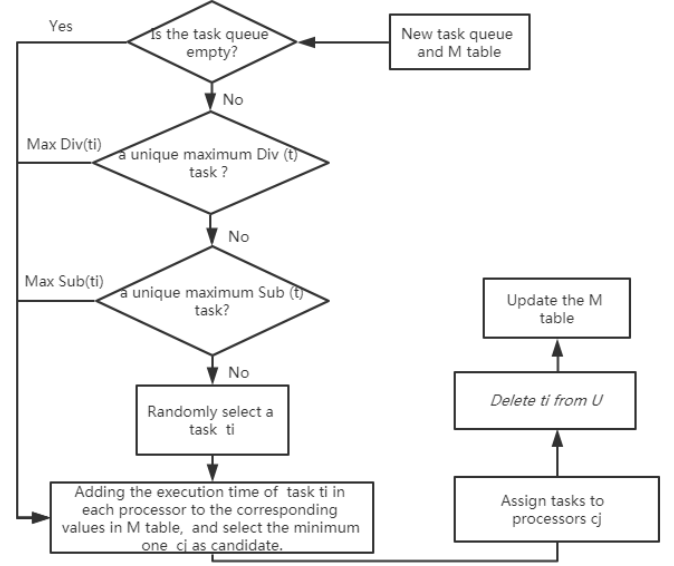 Yes
Is the task queue
empty?
New task queue
and M table
No
Max Div(ti)
a unique maximum Div (t)
task ?
No
Max Sub(ti)
a unique maximum Sub (t)
task?
No
Randomly select a
task ti
Adding the execution time of task ti in
each processor to the corresponding
values in M table, and select the minimum
one cj as candidate.
Update the M
table
Delete ti from U
Assign tasks to
processors cj